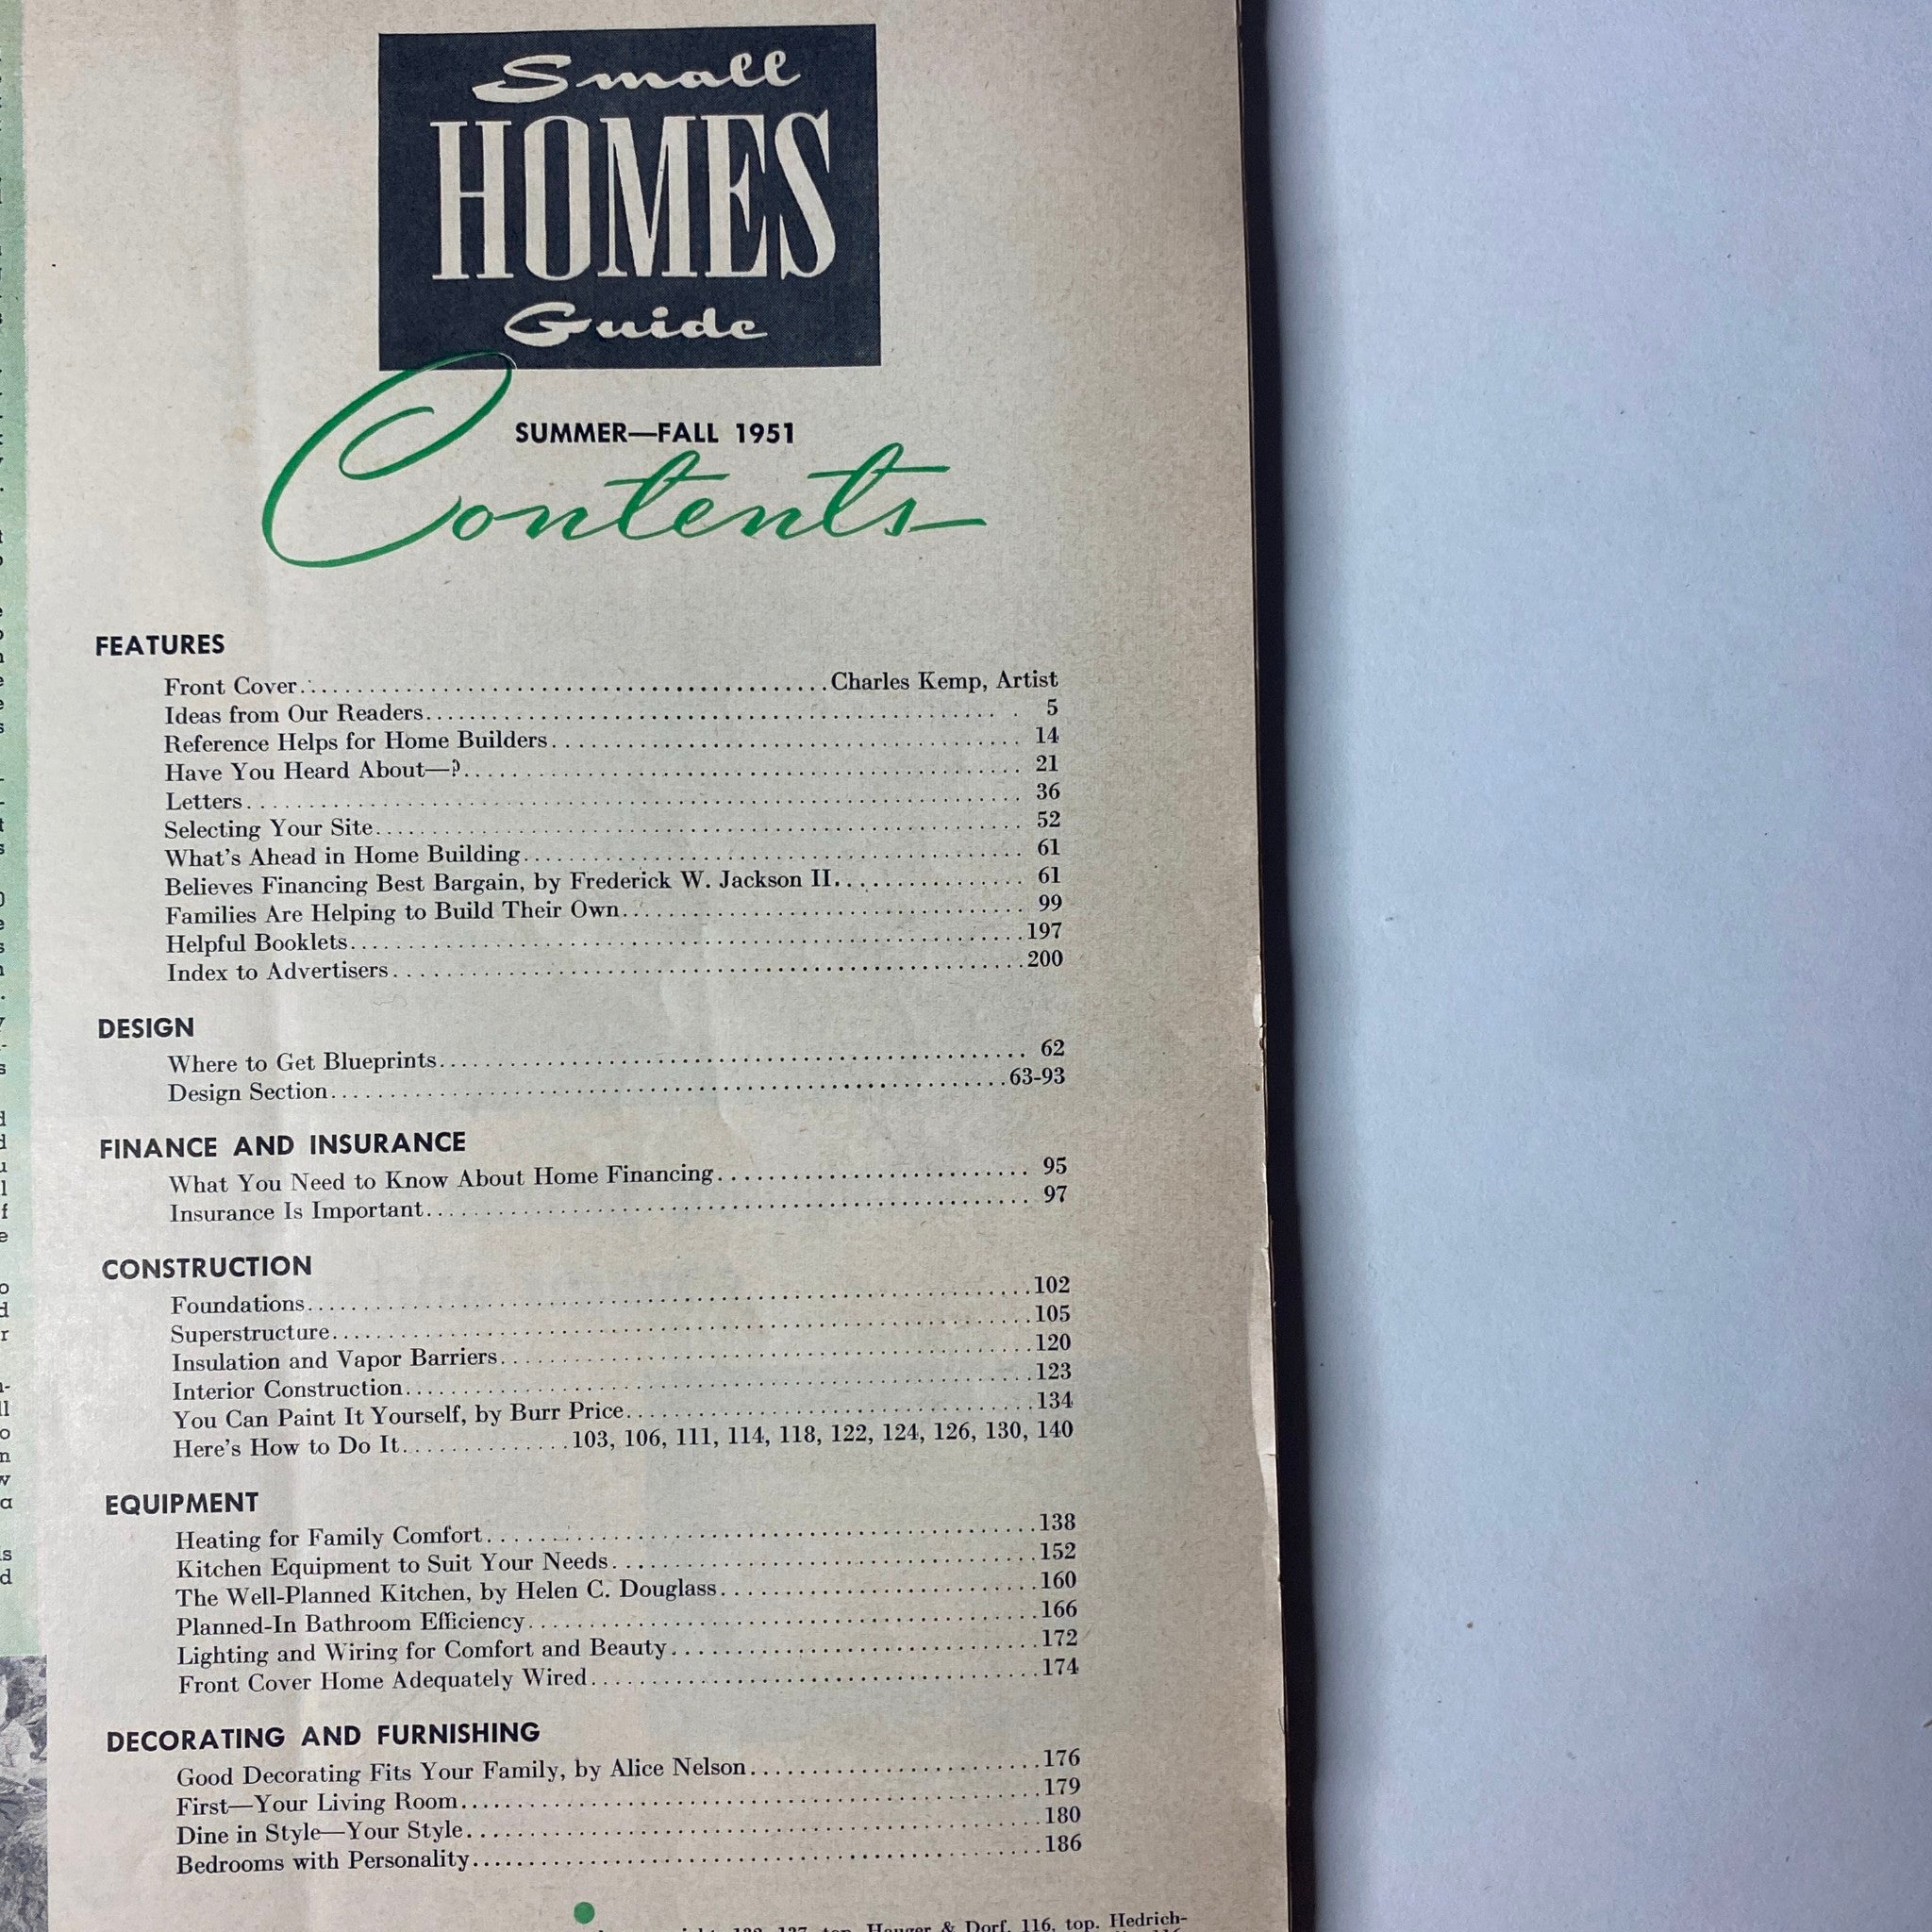 Small
HOMES
Guide
SUMMER—FALL 1951
Contents
FEATURES
Front Cover........Charles Kemp, Artist
Ideas from Our Readers........5
Reference Helps for Home Builders........14
Have You Heard About—?........21
Letters........36
Selecting Your Site........52
What's Ahead in Home Building........61
Believes Financing Best Bargain, by Frederick W. Jackson II........61
Families Are Helping to Build Their Own........99
Helpful Booklets........197
Index to Advertisers........200
DESIGN
Where to Get Blueprints........62
Design Section........63-93
FINANCE AND INSURANCE
What You Need to Know About Home Financing........95
Insurance Is Important........97
CONSTRUCTION
Foundations........102
Superstructure........105
Insulation and Vapor Barriers........120
Interior Construction........123
You Can Paint It Yourself, by Burr Price........134
Here's How to Do It........103, 106, 111, 114, 118, 122, 124, 126, 130, 140
EQUIPMENT
Heating for Family Comfort........138
Kitchen Equipment to Suit Your Needs........152
The Well-Planned Kitchen, by Helen C. Douglass........160
Planned-In Bathroom Efficiency........166
Lighting and Wiring for Comfort and Beauty........172
Front Cover Home Adequately Wired........174
DECORATING AND FURNISHING
Good Decorating Fits Your Family, by Alice Nelson........176
First—Your Living Room........179
Dine in Style—Your Style........180
Bedrooms with Personality........186
top. Hauger & Dorf, 116, top. Hedrich-